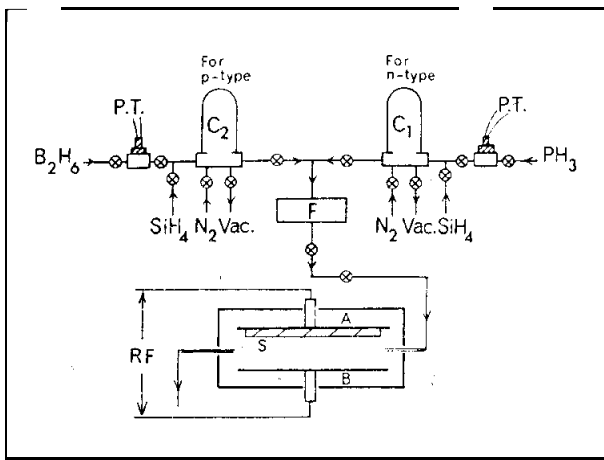 For
p-type
For
n-type
P.T.
P.T.
C2
C1
B2H6
PH3
SiH4 N2 Vac.
N2 Vac. SiH4
F
A
S
RF
B